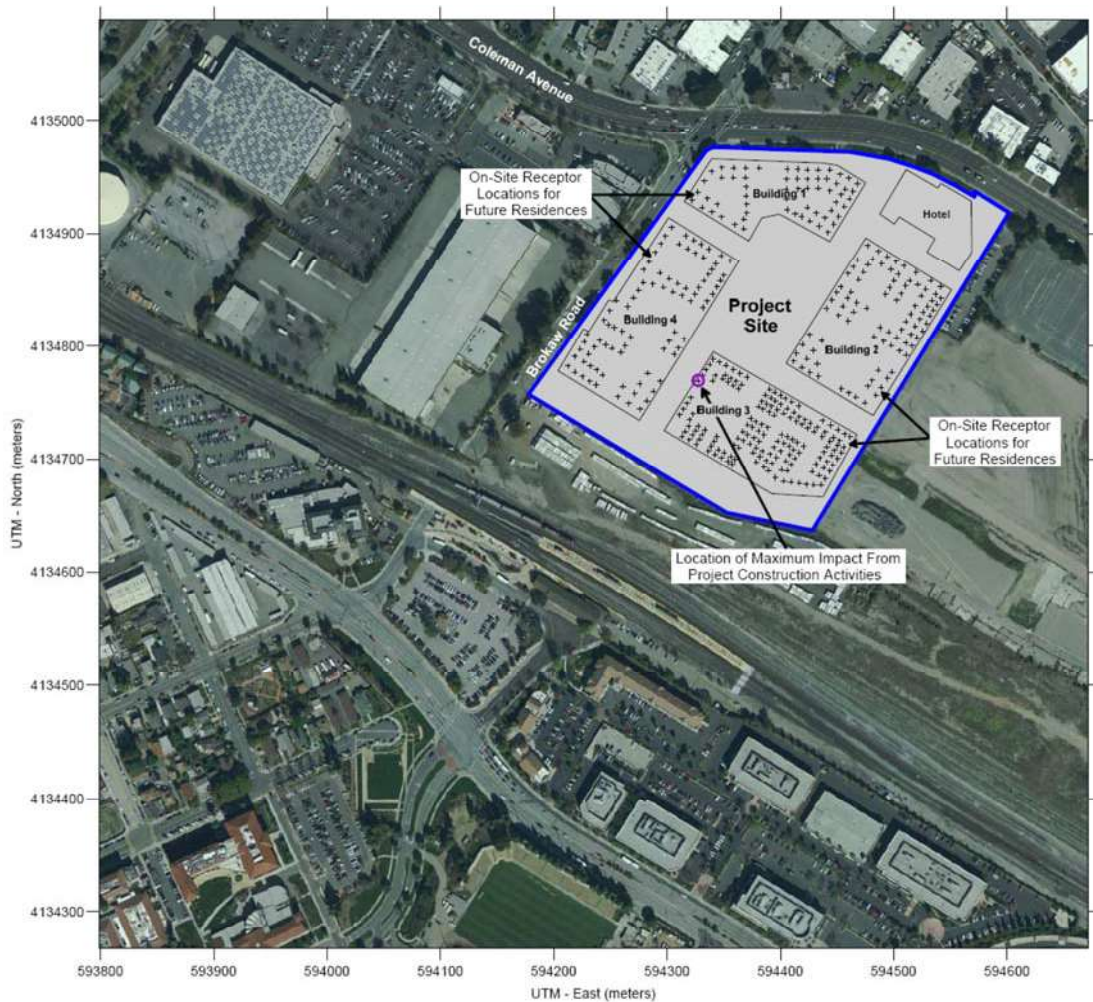 Coleman Avenue
4135000
On-Site Receptor
Locations for
Future Residences
Building 1
Hotel
4134900
Project
Site
Building 4
Building 2
Brokaw Road
4134800
Building 3
On-Site Receptor
Locations for
Future Residences
4134700
Location of Maximum Impact From
Project Construction Activities
4134600
4134500
4134400
4134300
UTM - North (meters)
593800 593900 594000 594100 594200 594300 594400 594500 594600
UTM - East (meters)